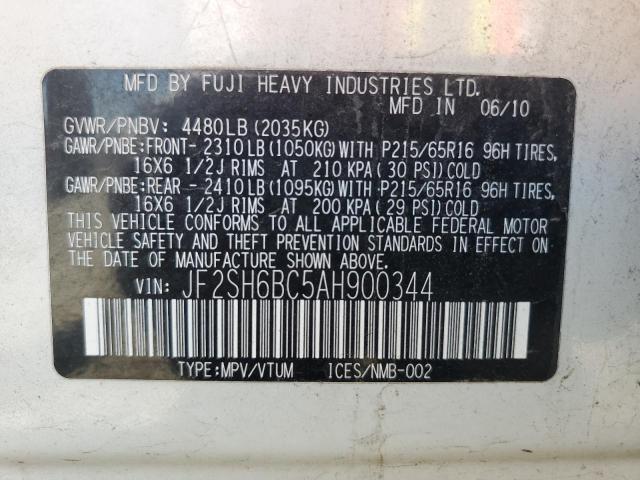 MFD BY FUJI HEAVY INDUSTRIES LTD.
MFD IN 06/10
GVWR/PNBV: 4480LB(2035KG)
GAWR/PNBE:FRONT-2310LB(1050KG)WITH P215/65R16 96H TIRES,
16X6 1/2J RIMS AT 210 KPA(30 PSI)COLD
GAWR/PNBE:REAR -2410LB(1095KG)WITH P215/65R16 96H TIRES,
16X6 1/2J RIMS AT 200 KPA(29 PSI)COLD
THIS VEHICLE CONFORMS TO ALL APPLICABLE FEDERAL MOTOR
VEHICLE SAFETY AND THEFT PREVENTION STANDARDS IN EFFECT ON
THE DATE OF MANUFACTURE SHOWN ABOVE.
VIN: JF2SH6BC5AH900344
TYPE:MPV/VTUM ICES/NMB-002